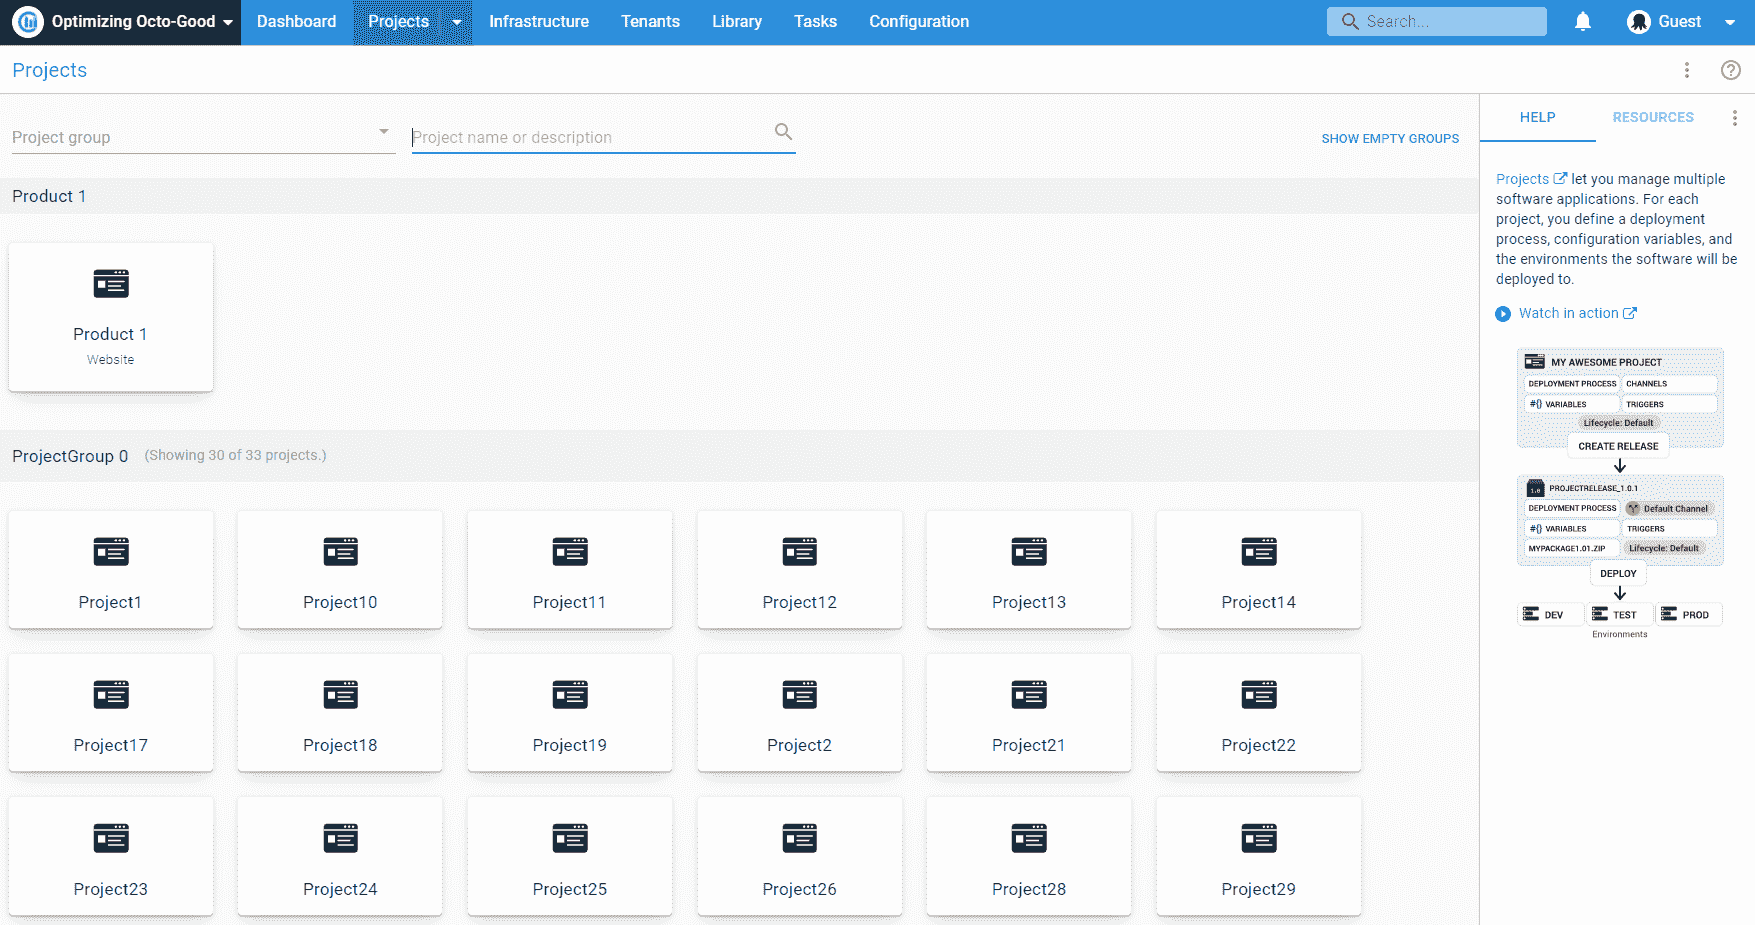 Optimizing Octo-Good Dashboard Projects Infrastructure Tenants Library Tasks Configuration Search... Guest
Projects
Project group Project name or description SHOW EMPTY GROUPS
Product 1
Product 1
Website
ProjectGroup 0 (Showing 30 of 33 projects.)
Project1 Project10 Project11 Project12 Project13 Project14
Project17 Project18 Project19 Project2 Project21 Project22
Project23 Project24 Project25 Project26 Project28 Project29
HELP RESOURCES
Projects let you manage multiple
software applications. For each
project, you define a deployment
process, configuration variables, and
the environments the software will be
deployed to.
Watch in action
MY AWESOME PROJECT
DEPLOYMENT PROCESS CHANNELS
#{} VARIABLES TRIGGERS
Lifecycle: Default
CREATE RELEASE
1.0 PROJECTRELEASE_1.0.1
DEPLOYMENT PROCESS Default Channel
#{} VARIABLES TRIGGERS
MYPACKAGE1.01.ZIP Lifecycle: Default
DEPLOY
DEV TEST PROD
Environments